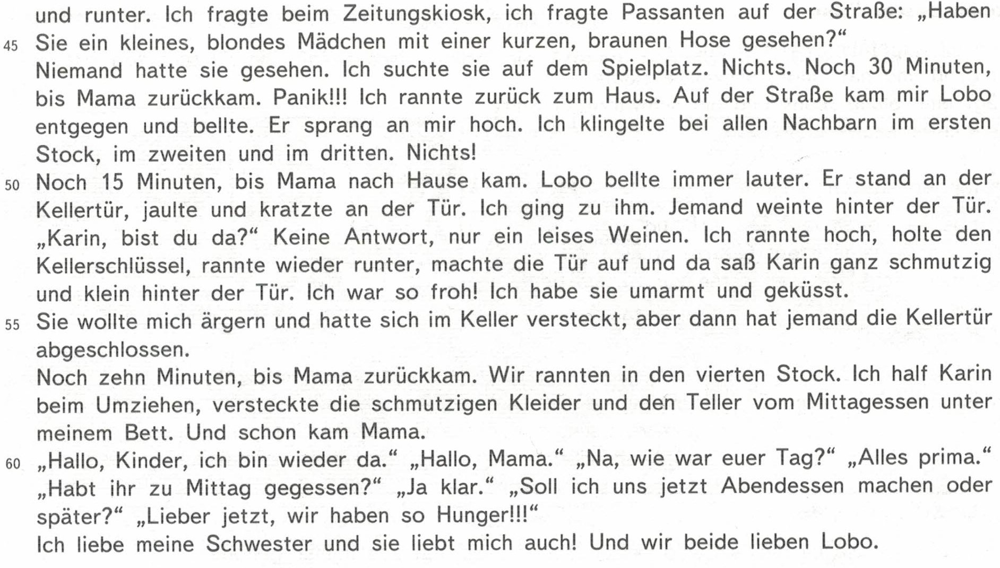 und runter. Ich fragte beim Zeitungskiosk, ich fragte Passanten auf der Straße: „Haben
45 Sie ein kleines, blondes Mädchen mit einer kurzen, braunen Hose gesehen?“
Niemand hatte sie gesehen. Ich suchte sie auf dem Spielplatz. Nichts. Noch 30 Minuten,
bis Mama zurückkam. Panik!!! Ich rannte zurück zum Haus. Auf der Straße kam mir Lobo
entgegen und bellte. Er sprang an mir hoch. Ich klingelte bei allen Nachbarn im ersten
Stock, im zweiten und im dritten. Nichts!
50 Noch 15 Minuten, bis Mama nach Hause kam. Lobo bellte immer lauter. Er stand an der
Kellertür, jaulte und kratzte an der Tür. Ich ging zu ihm. Jemand weinte hinter der Tür.
„Karin, bist du da?“ Keine Antwort, nur ein leises Weinen. Ich rannte hoch, holte den
Kellerschlüssel, rannte wieder runter, machte die Tür auf und da saß Karin ganz schmutzig
und klein hinter der Tür. Ich war so froh! Ich habe sie umarmt und geküsst.
55 Sie wollte mich ärgern und hatte sich im Keller versteckt, aber dann hat jemand die Kellertür
abgeschlossen.
Noch zehn Minuten, bis Mama zurückkam. Wir rannten in den vierten Stock. Ich half Karin
beim Umziehen, versteckte die schmutzigen Kleider und den Teller vom Mittagessen unter
meinem Bett. Und schon kam Mama.
60 „Hallo, Kinder, ich bin wieder da.“ „Hallo, Mama.“ „Na, wie war euer Tag?“ „Alles prima.“
„Habt ihr zu Mittag gegessen?“ „Ja klar.“ „Soll ich uns jetzt Abendessen machen oder
später?“ „Lieber jetzt, wir haben so Hunger!!!“
Ich liebe meine Schwester und sie liebt mich auch! Und wir beide lieben Lobo.